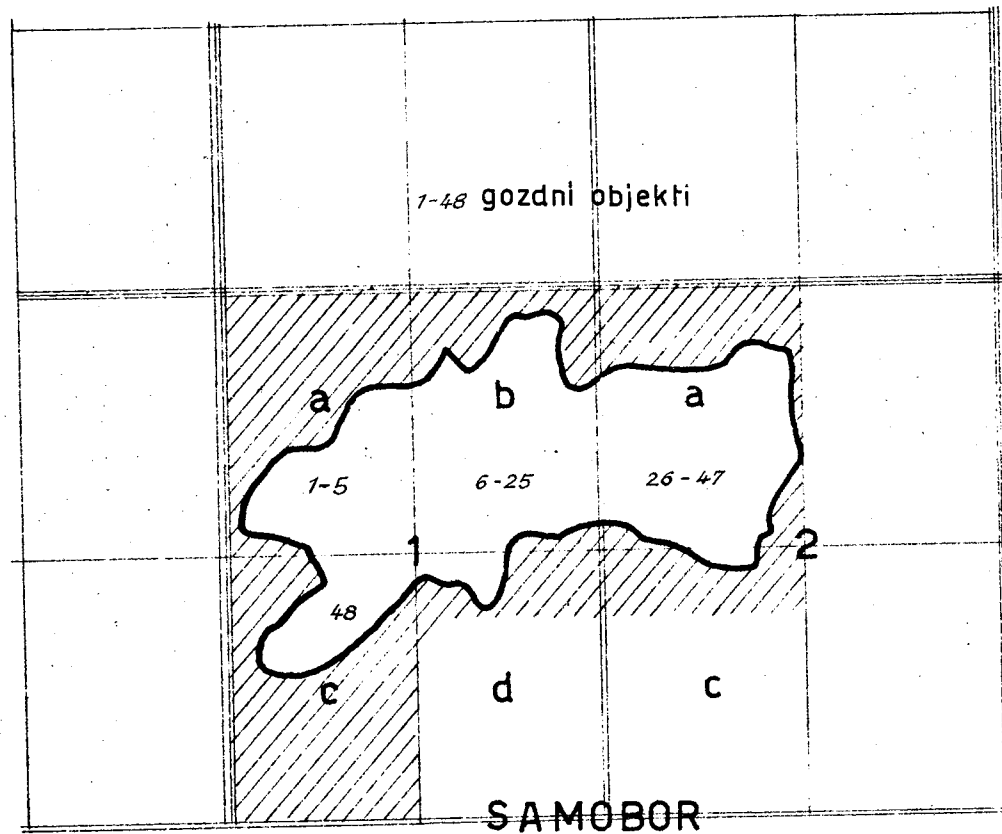 1-48 gozdni objekti
a b a
1-5 6-25 26-47
1 2
48
c d c
SAMOBOR